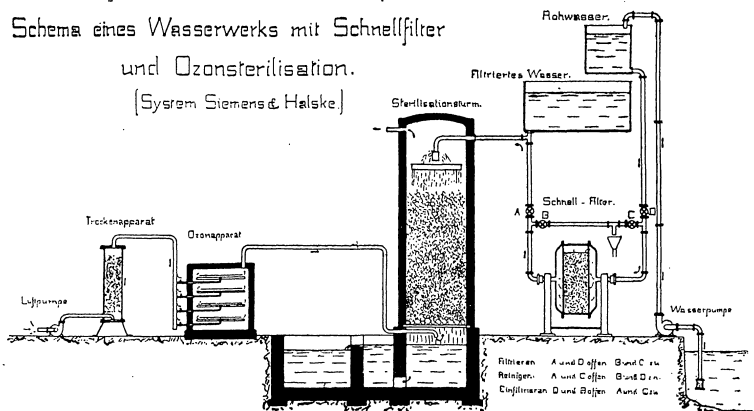 Schema eines Wasserwerks mit Schnellfilter
und Ozonsterilisation.
(System Siemens & Halske.)
Rohwasser.
Filtriertes Wasser.
Sterilisationsturm.
Schnell-Filter.
A
B
C
D
Trockenapparat
Ozonapparat
Luftpumpe
Wasserpumpe
Filtrieren A und D offen B und C zu
Reinigen A und C offen B und D zu.
Einfiltrieren D und B offen A und C zu